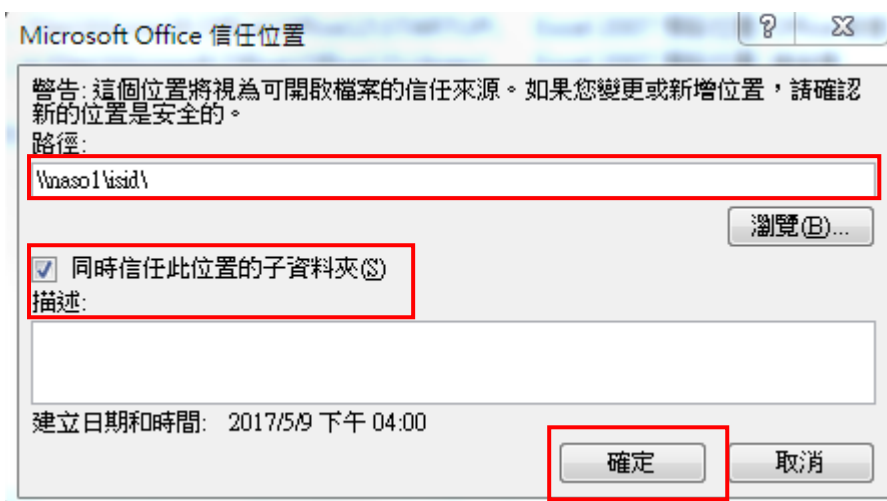 Microsoft Office 信任位置
警告: 這個位置將視為可開啟檔案的信任來源。如果您變更或新增位置，請確認
新的位置是安全的。
路徑:
\\naso1\isid\
瀏覽(B)...
同時信任此位置的子資料夾(S)
描述:
建立日期和時間: 2017/5/9 下午 04:00
確定
取消